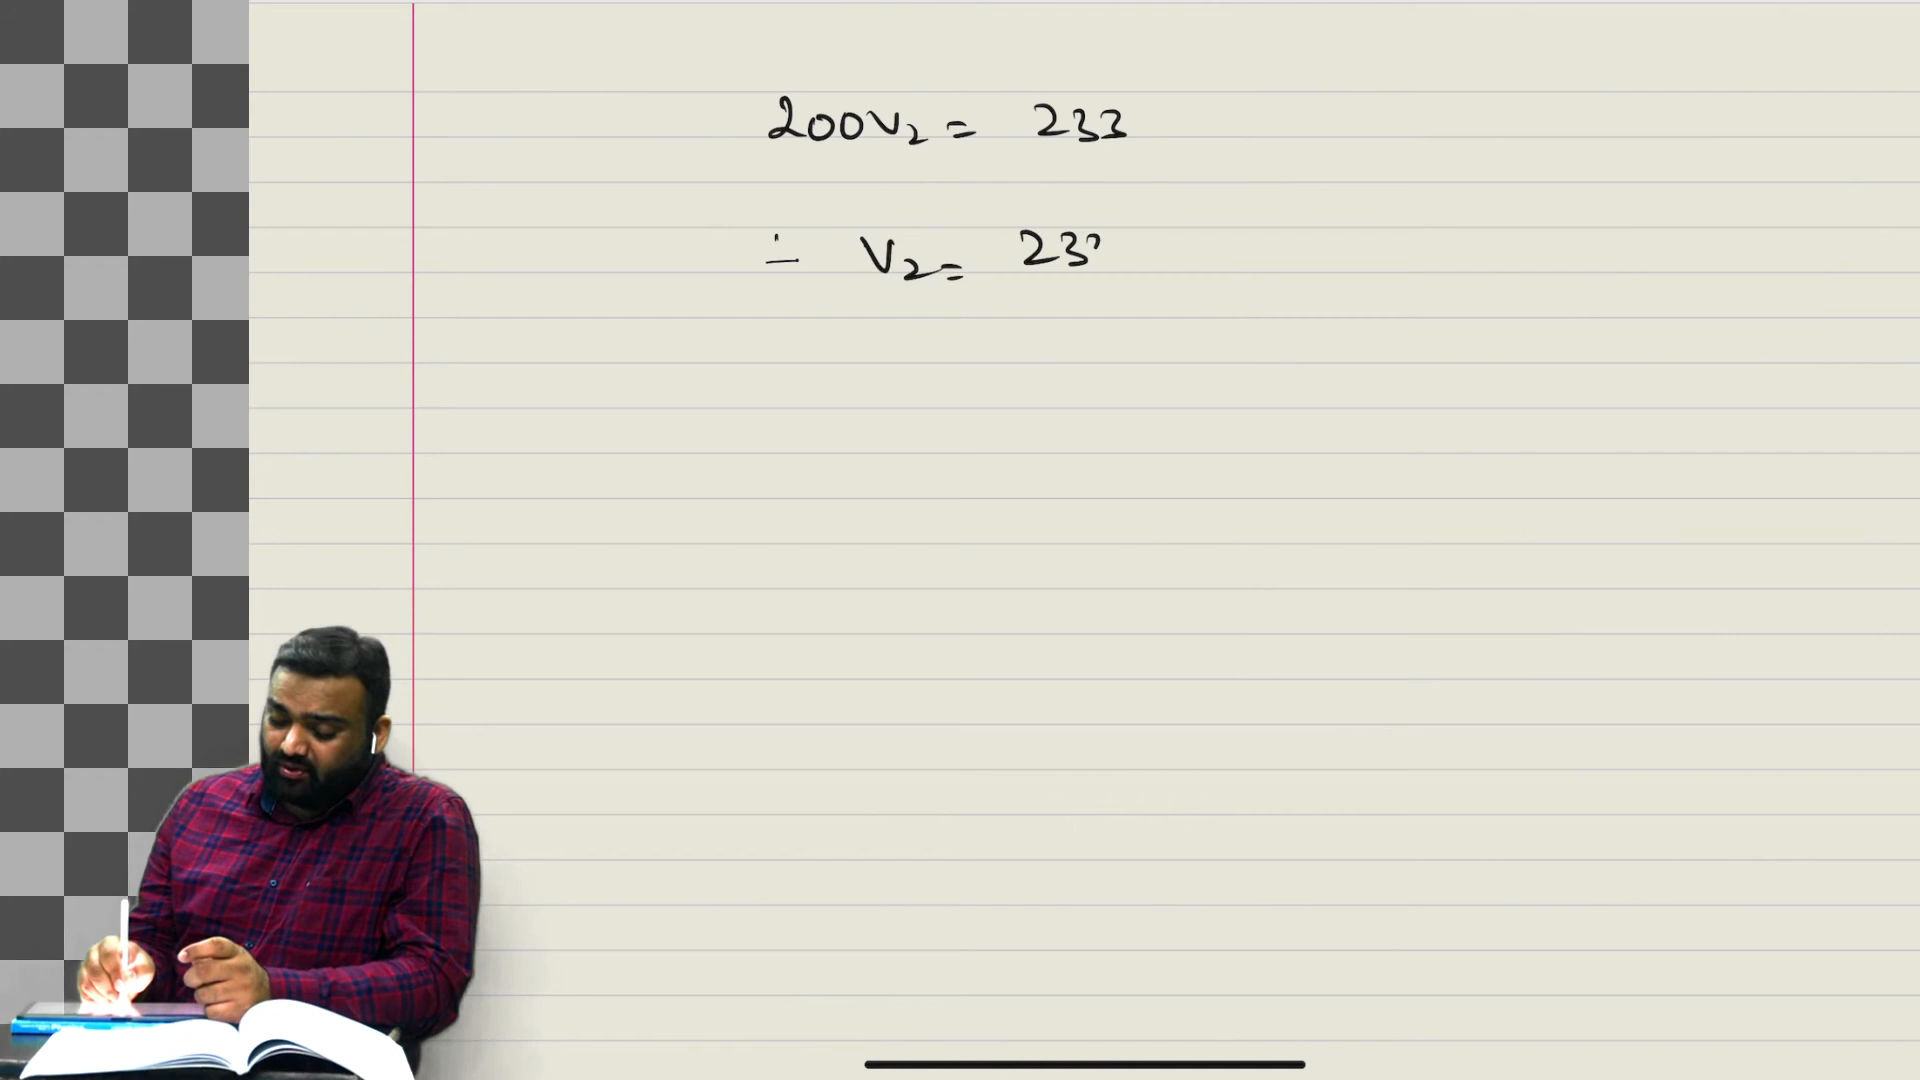 200V₂ = 233
∴ V₂ = 23